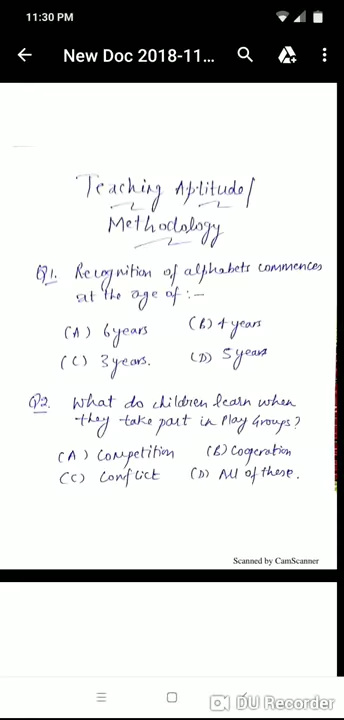 11:30 PM
New Doc 2018-11...
Teaching Aptitude/
Methodology
Q1. Recognition of alphabets commences
at the age of :-
(A) 6 years (B) 4 years
(C) 3 years. (D) 5 years
Q2. What do children learn when
they take part in Play Groups?
(A) Competition (B) Cooperation
(C) Conflict (D) All of these.
Scanned by CamScanner
DU Recorder